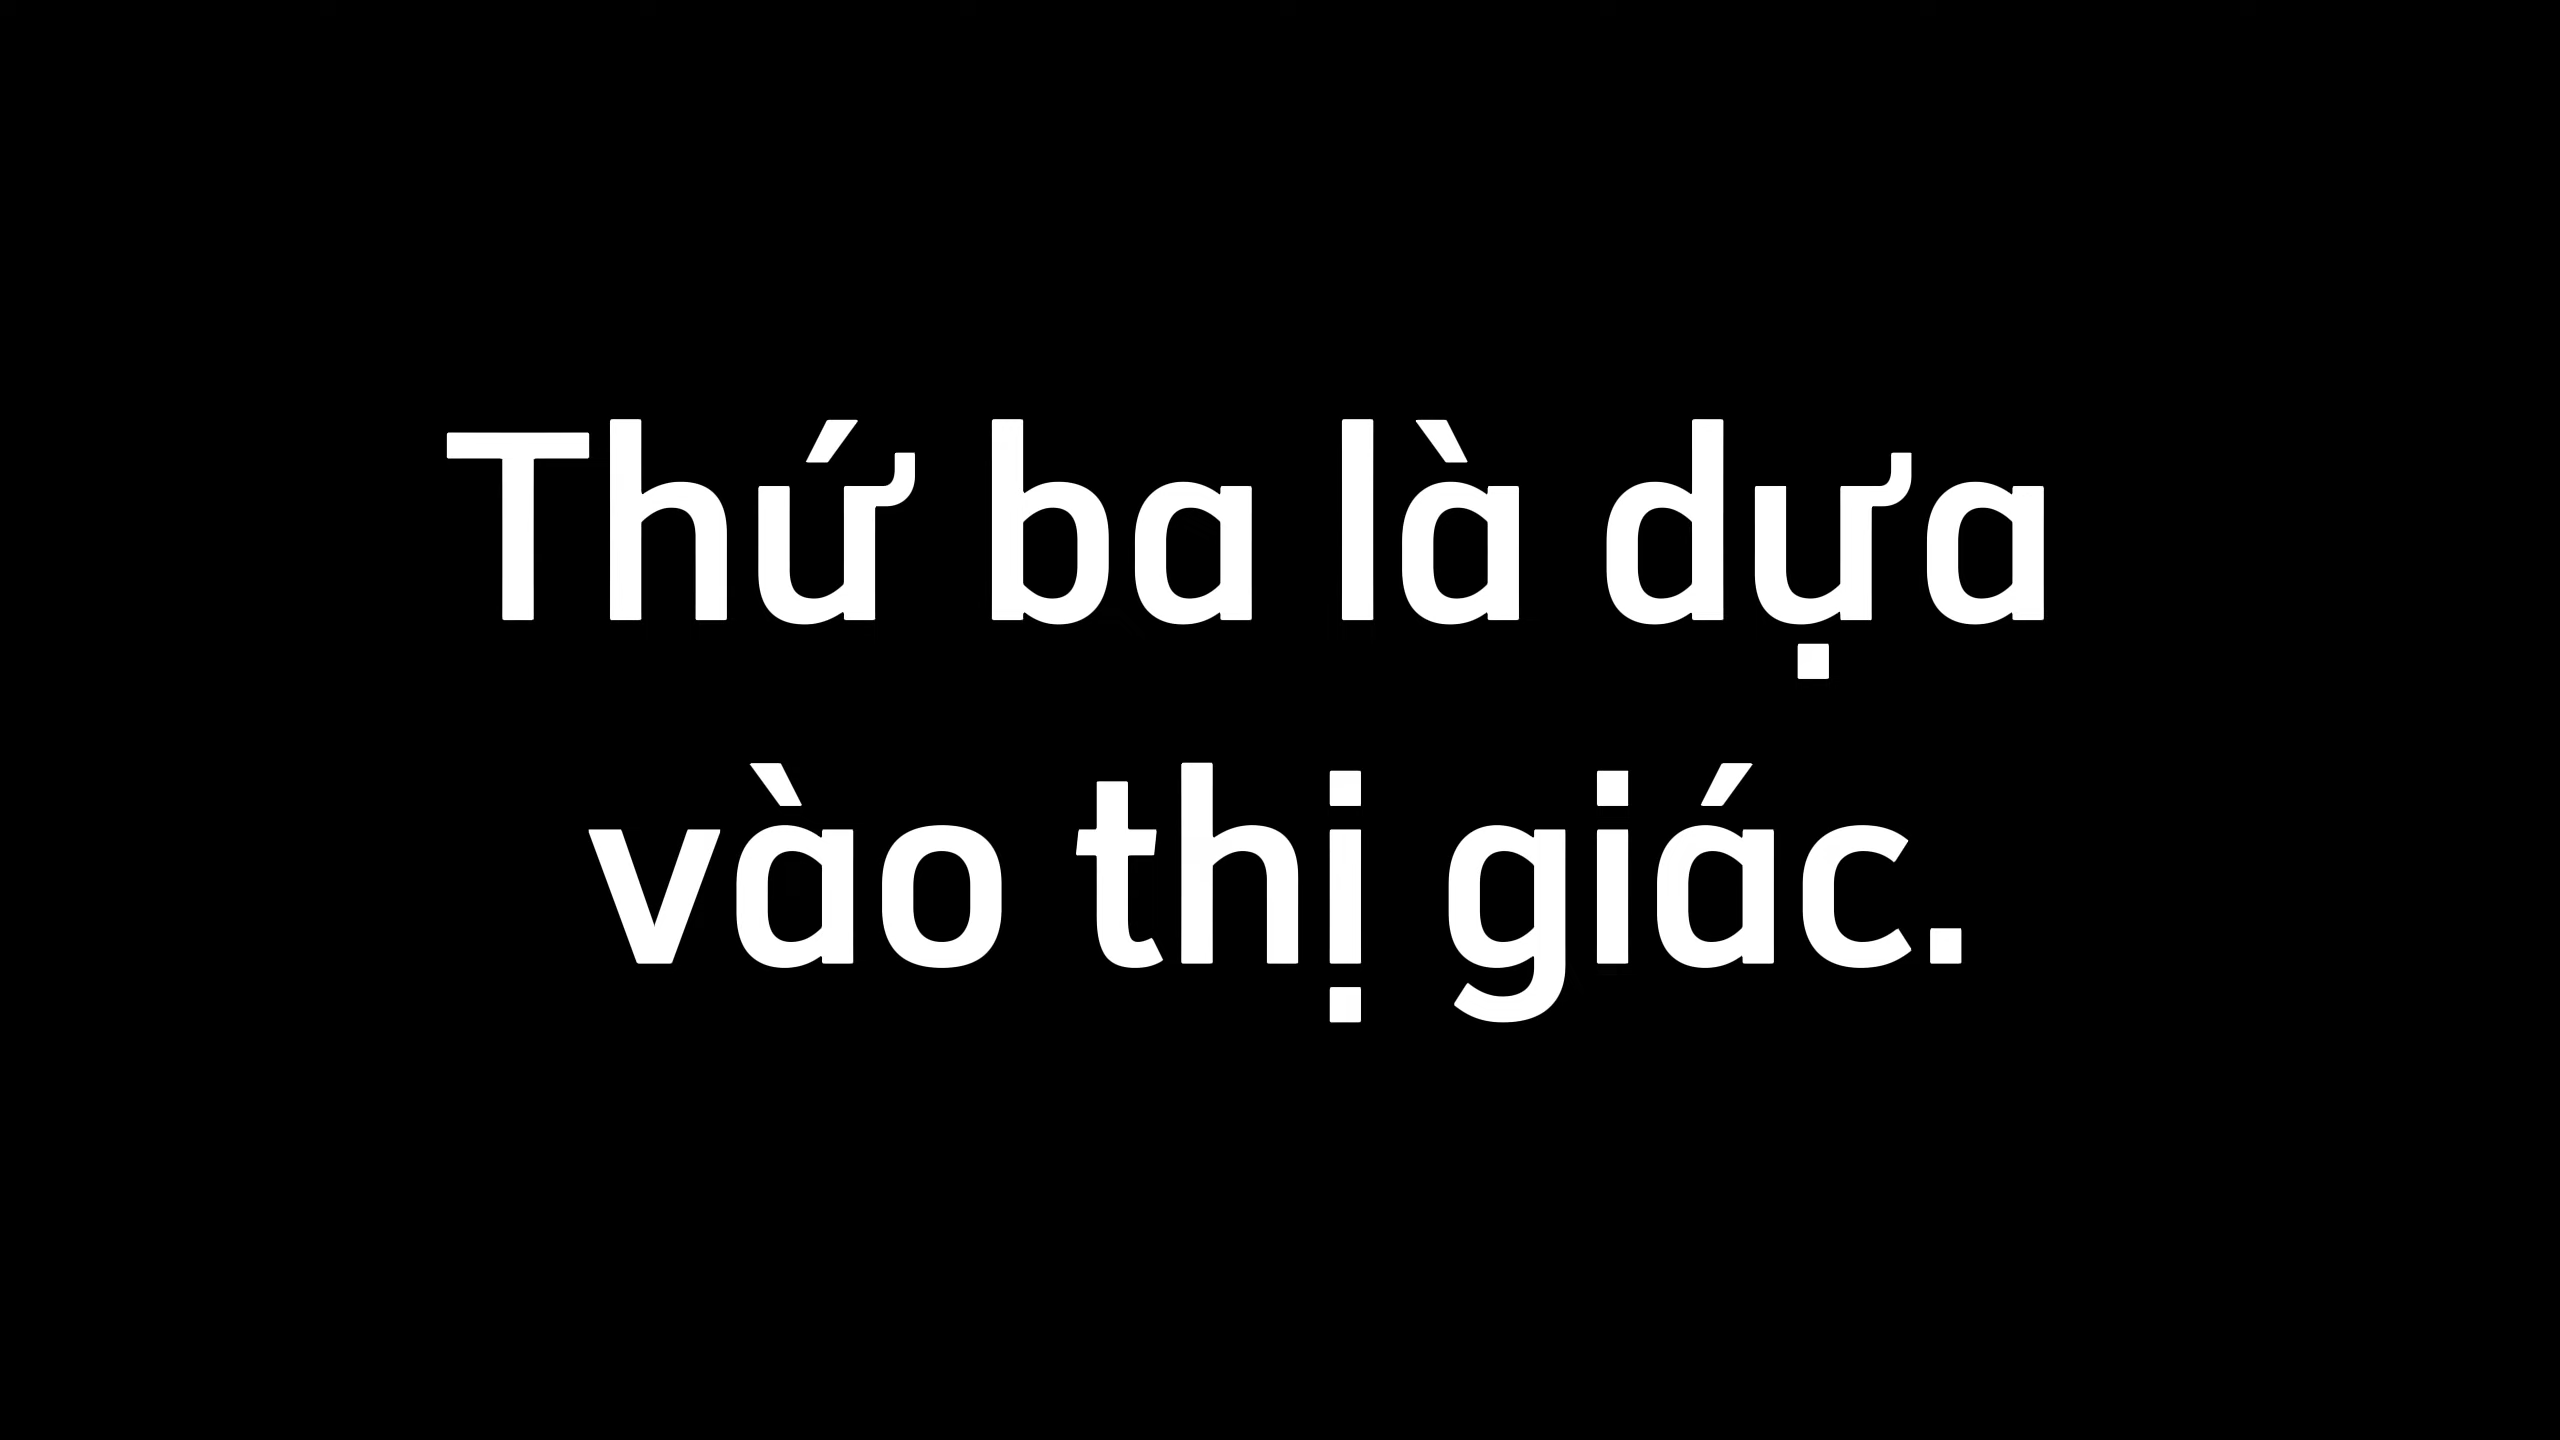 Thứ ba là dựa
vào thị giác.